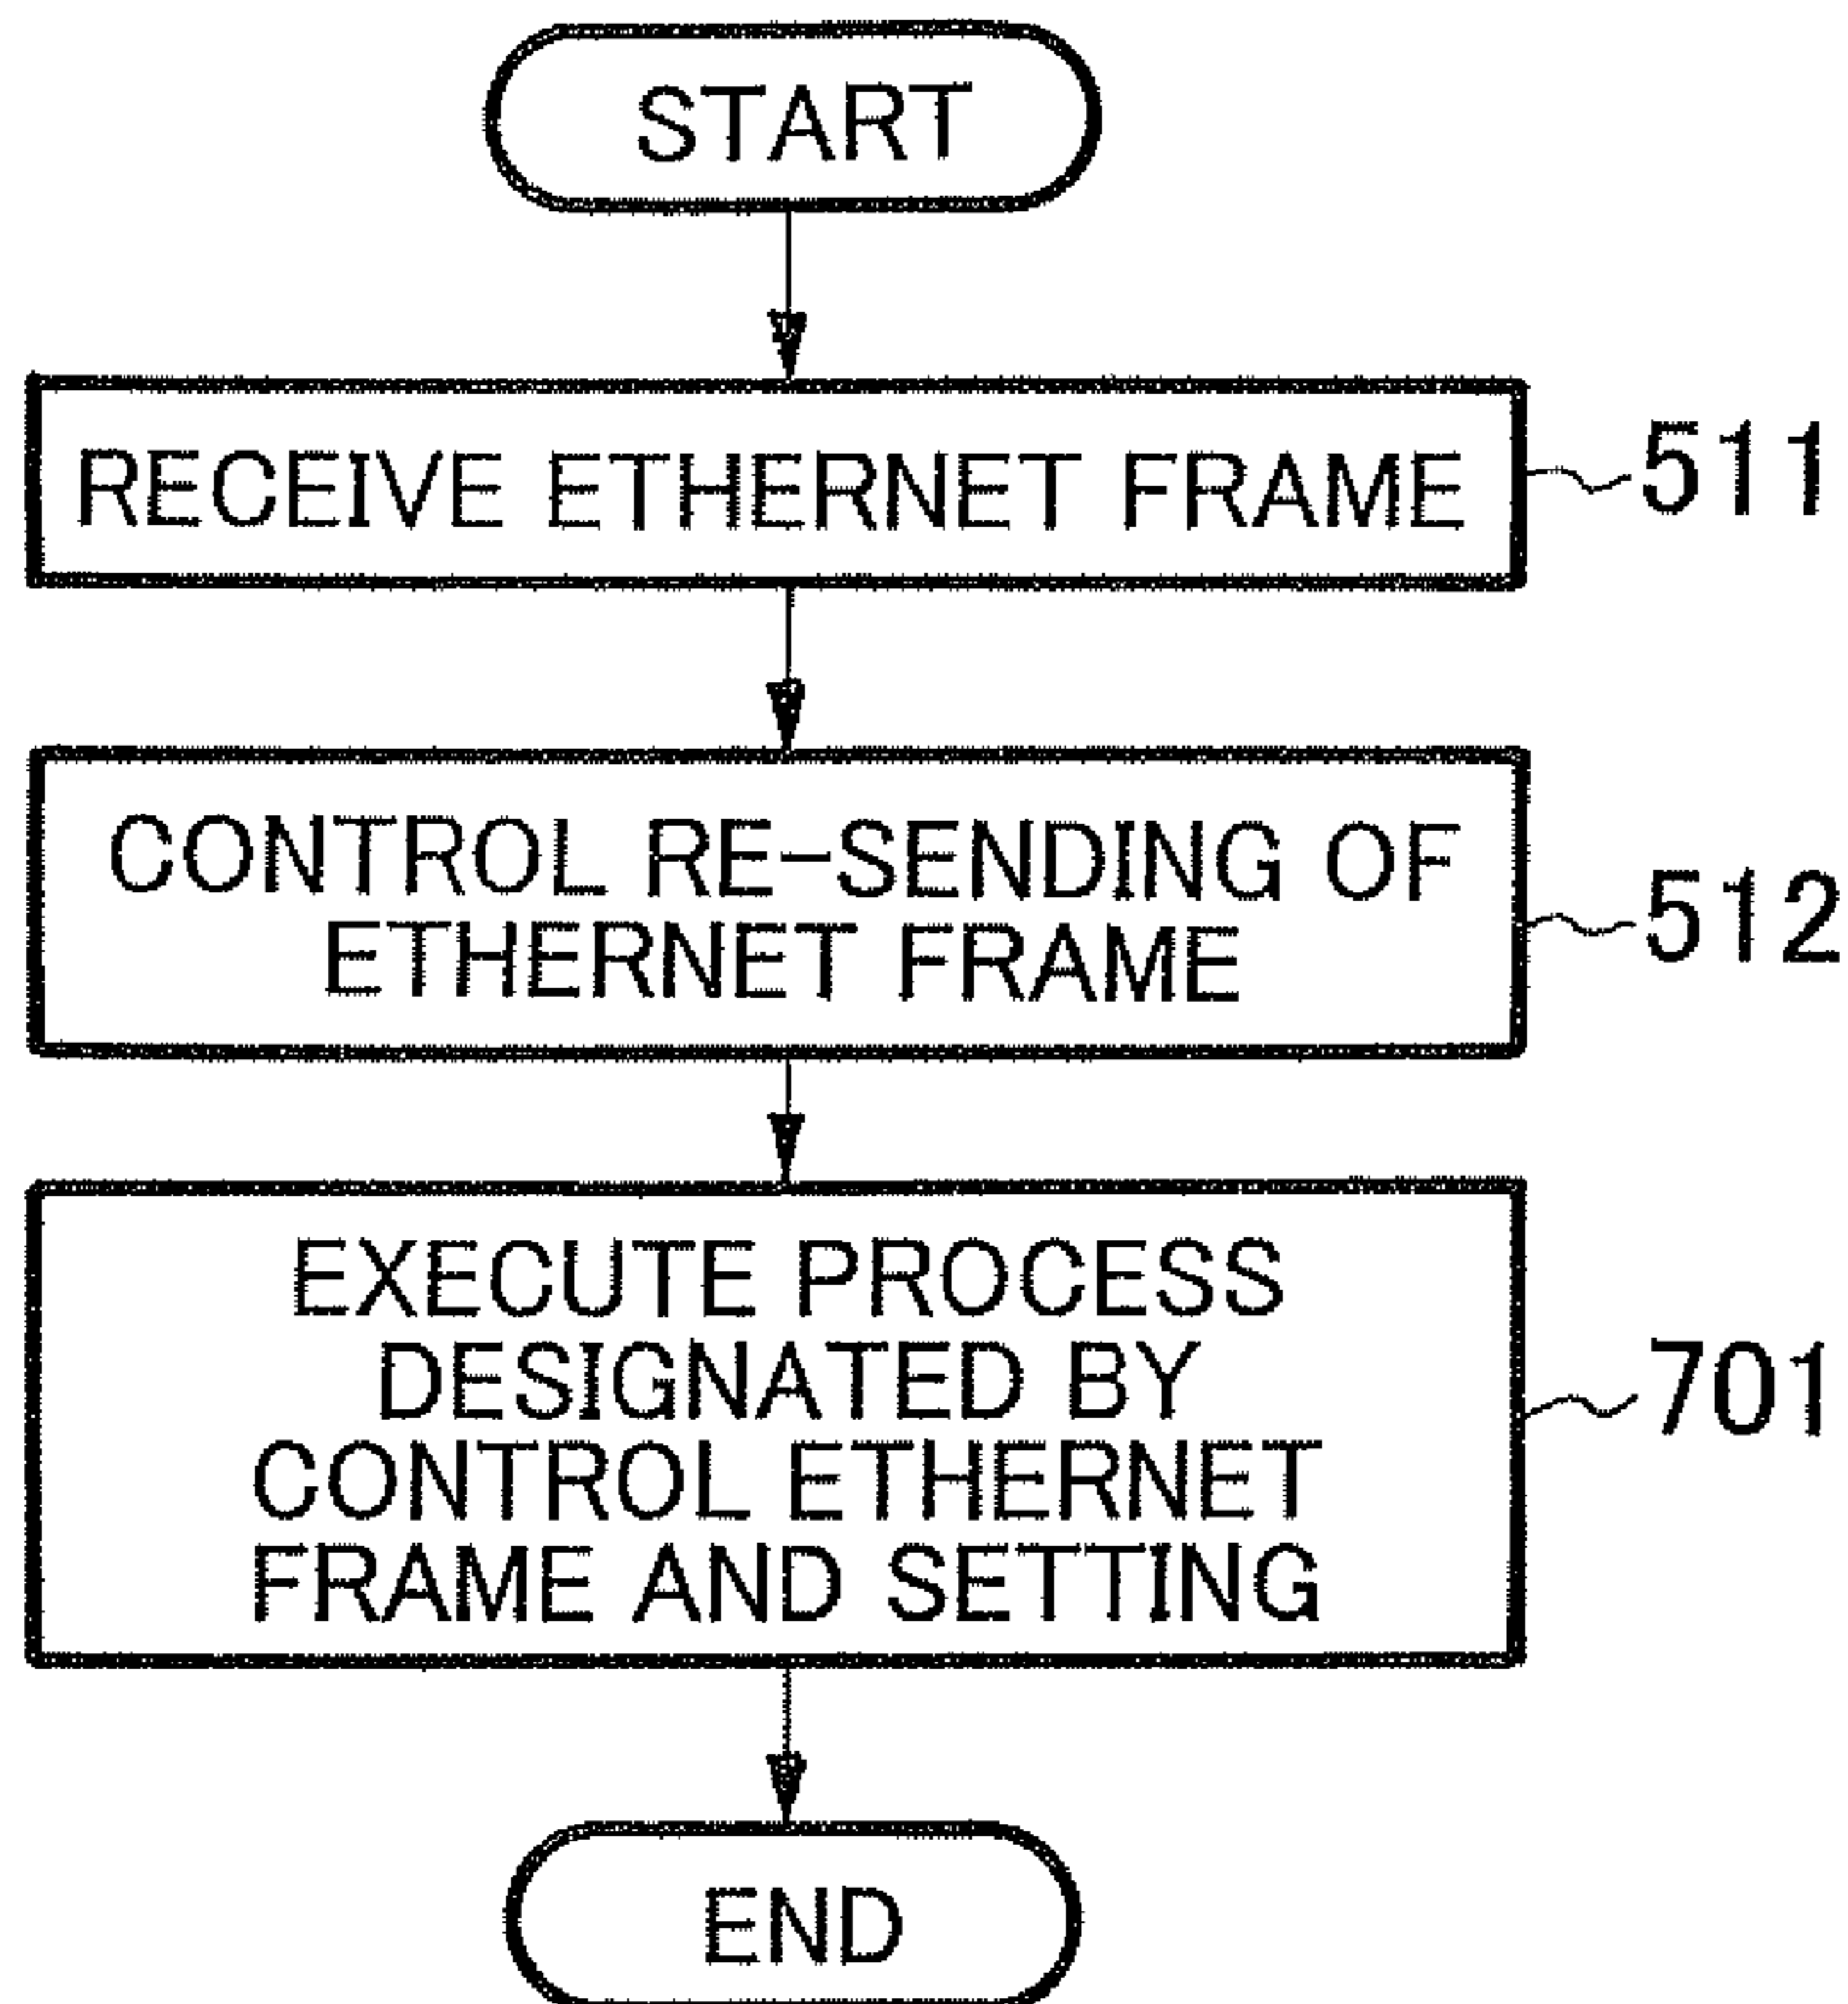 START
RECEIVE ETHERNET FRAME
511
CONTROL RE-SENDING OF
ETHERNET FRAME
512
EXECUTE PROCESS
DESIGNATED BY
CONTROL ETHERNET
FRAME AND SETTING
701
END